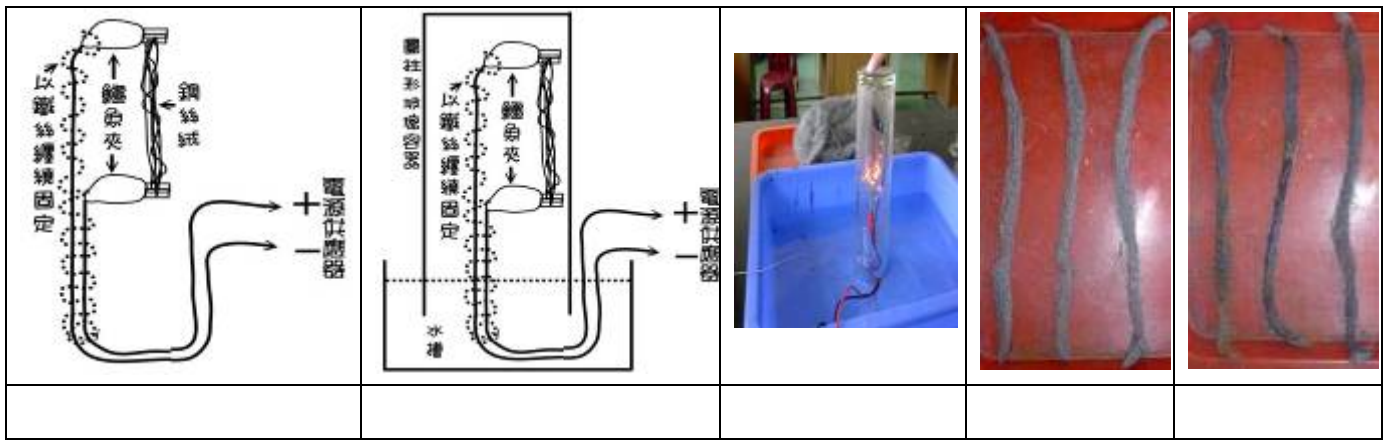 以鐵絲纏繞固定
鱷魚夾
鋼絲絨
+
−
電源供應器
量柱形玻璃容器
以鐵絲纏繞固定
鱷魚夾
水槽
+
−
電源供應器